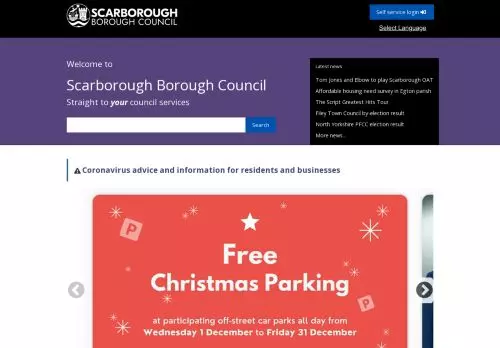 SCARBOROUGH
BOROUGH COUNCIL
Self service login
Select Language
Welcome to
Scarborough Borough Council
Straight to your council services
Search
Latest news
Tom Jones and Elbow to play Scarborough OAT
Affordable housing need survey in Egton parish
The Script Greatest Hits Tour
Filey Town Council by election result
North Yorkshire PFCC election result
More news...
Coronavirus advice and information for residents and businesses
P
Free
Christmas Parking
P
at participating off-street car parks all day from
Wednesday 1 December to Friday 31 December